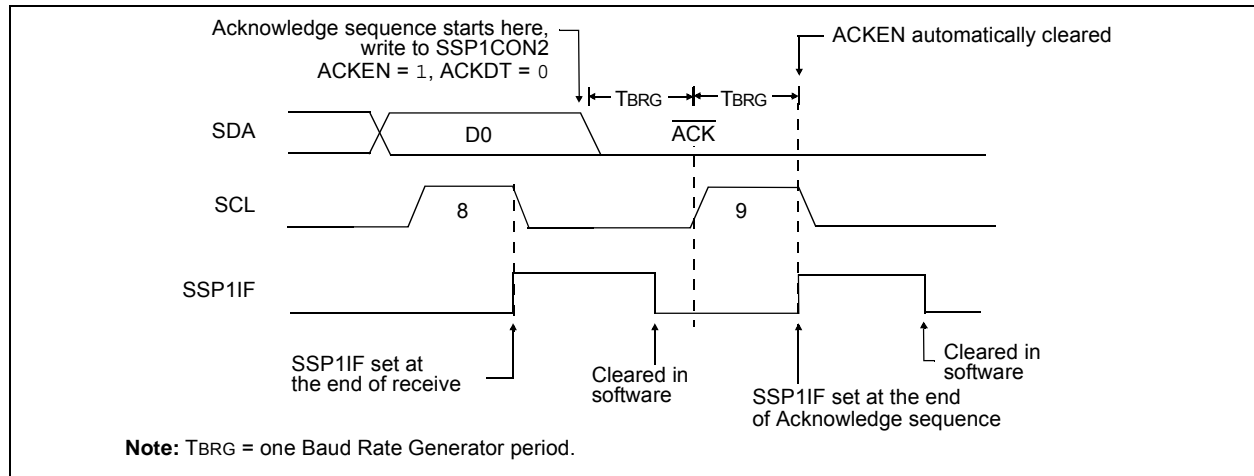 Acknowledge sequence starts here,
write to SSP1CON2
ACKEN = 1, ACKDT = 0
ACKEN automatically cleared
TBRG
TBRG
SDA
D0
ACK
SCL
8
9
SSP1IF
SSP1IF set at
the end of receive
Cleared in
software
SSP1IF set at the end
of Acknowledge sequence
Cleared in
software
Note: TBRG = one Baud Rate Generator period.